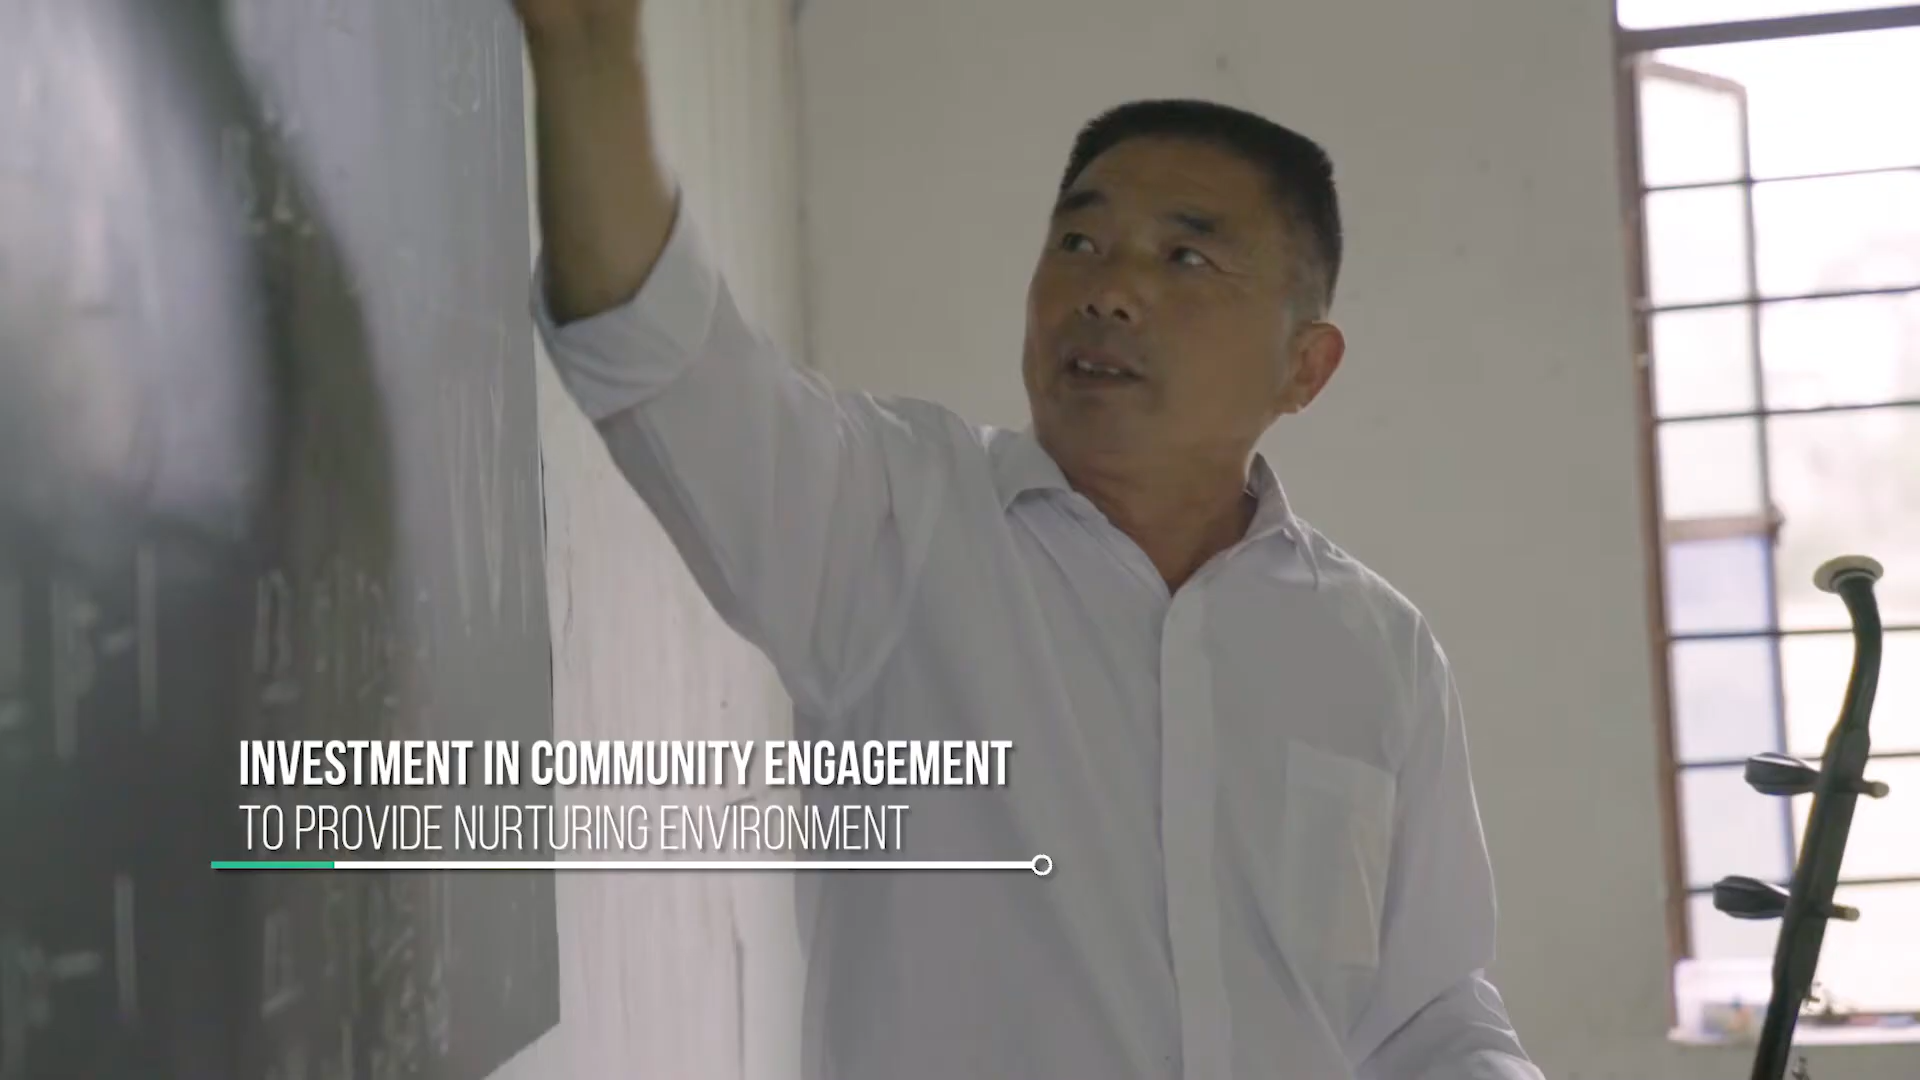 INVESTMENT IN COMMUNITY ENGAGEMENT
TO PROVIDE NURTURING ENVIRONMENT